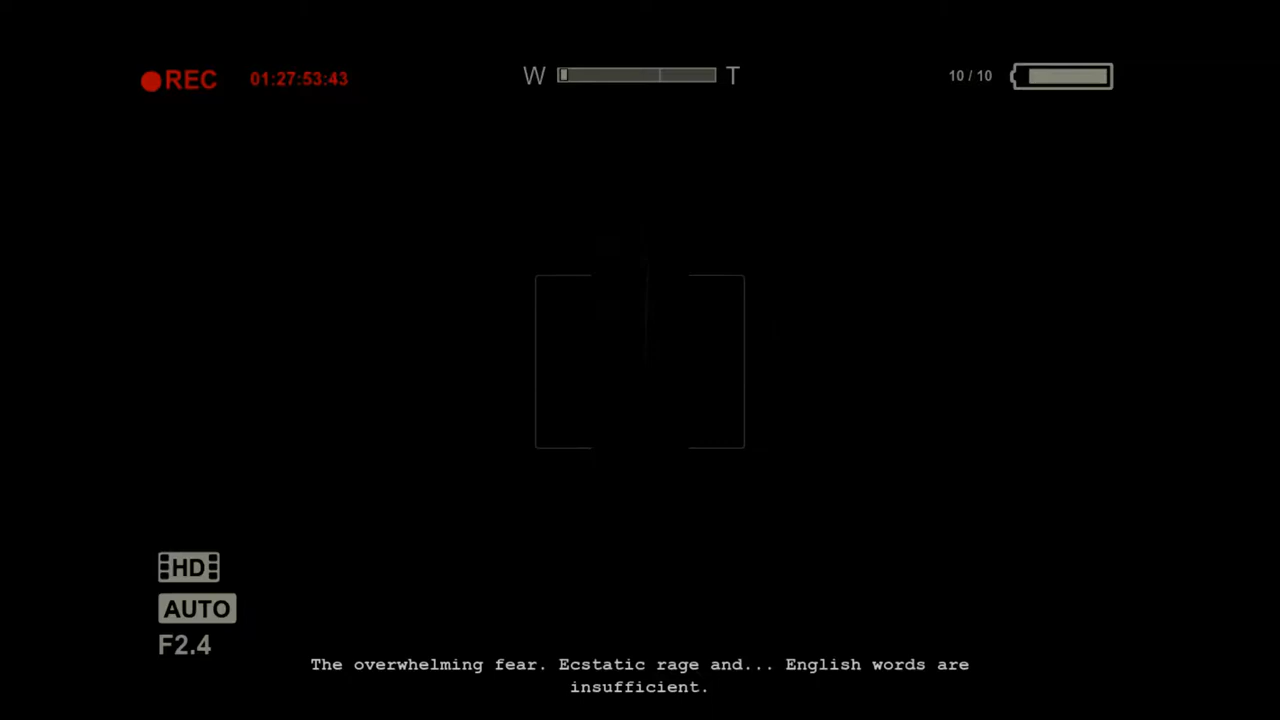 REC 01:27:53:43 W T 10 / 10
HD
AUTO
F2.4
The overwhelming fear. Ecstatic rage and... English words are
insufficient.